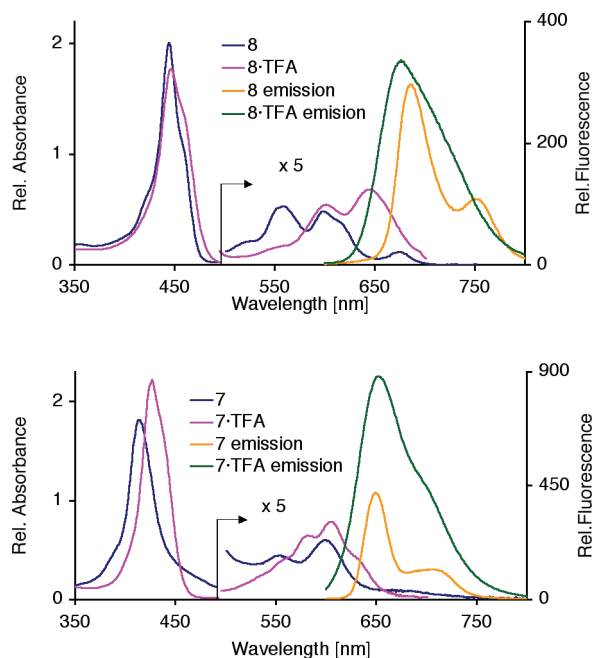 2
1
0
Rel. Absorbance
8
8·TFA
8 emission
8·TFA emision
x 5
400
200
0
Rel.Fluorescence
350 450 550 650 750
Wavelength [nm]
2
1
0
Rel. Absorbance
7
7·TFA
7 emission
7·TFA emission
x 5
900
450
0
Rel.Fluorescence
350 450 550 650 750
Wavelength [nm]